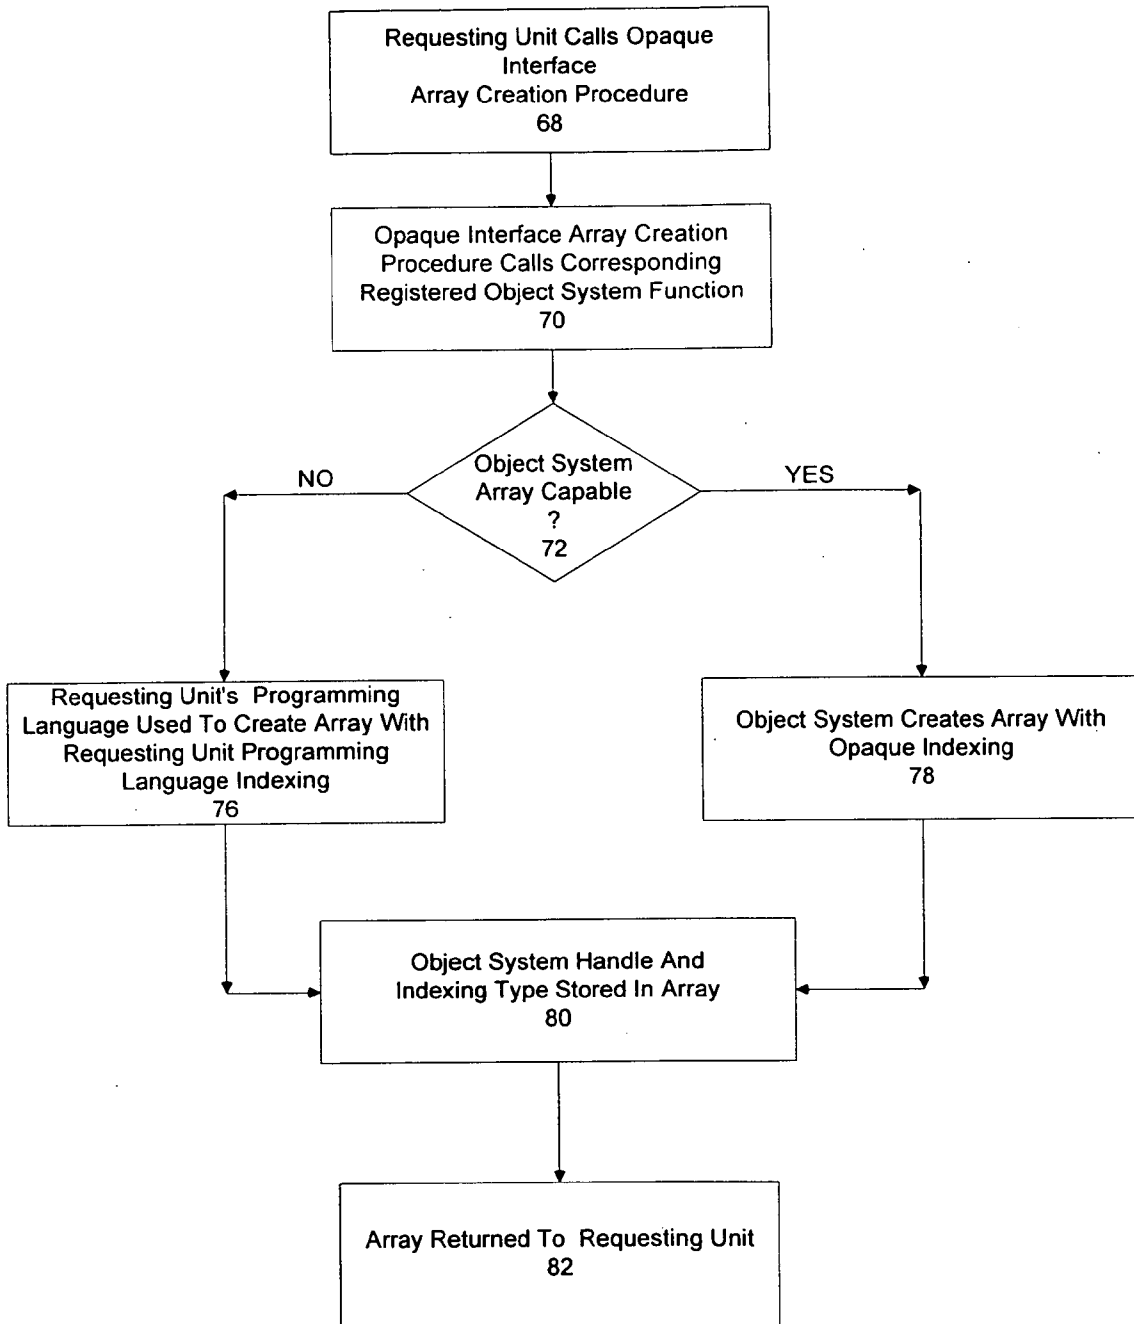 Requesting Unit Calls Opaque
Interface
Array Creation Procedure
68
Opaque Interface Array Creation
Procedure Calls Corresponding
Registered Object System Function
70
Object System
Array Capable
?
72
NO
YES
Requesting Unit's Programming
Language Used To Create Array With
Requesting Unit Programming
Language Indexing
76
Object System Creates Array With
Opaque Indexing
78
Object System Handle And
Indexing Type Stored In Array
80
Array Returned To Requesting Unit
82